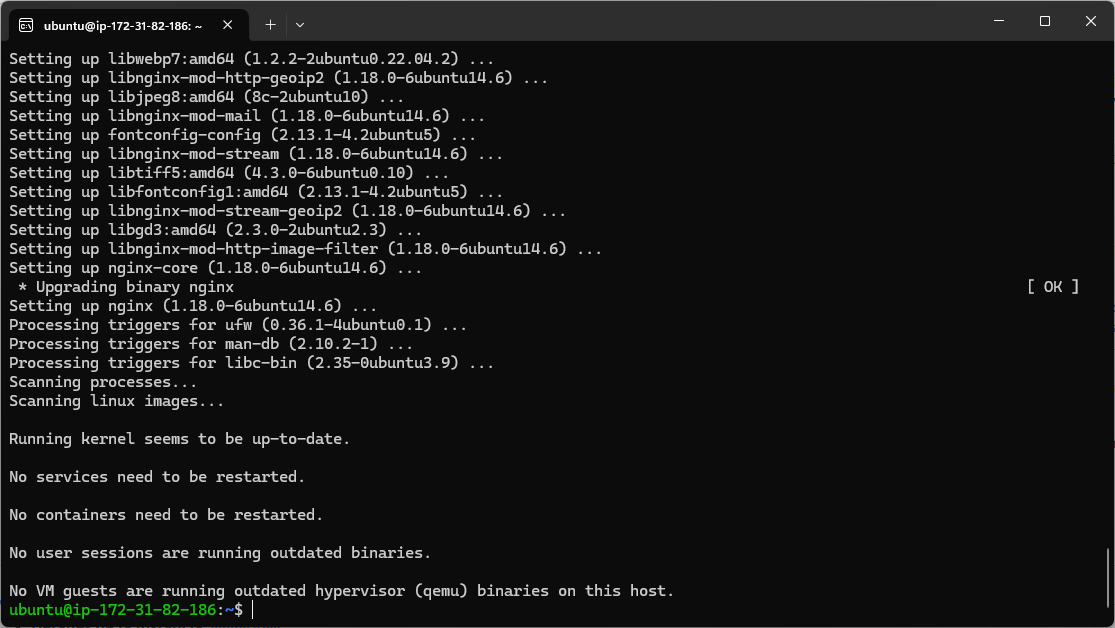 ubuntu@ip-172-31-82-186: ~
Setting up libwebp7:amd64 (1.2.2-2ubuntu0.22.04.2) ...
Setting up libnginx-mod-http-geoip2 (1.18.0-6ubuntu14.6) ...
Setting up libjpeg8:amd64 (8c-2ubuntu10) ...
Setting up libnginx-mod-mail (1.18.0-6ubuntu14.6) ...
Setting up fontconfig-config (2.13.1-4.2ubuntu5) ...
Setting up libnginx-mod-stream (1.18.0-6ubuntu14.6) ...
Setting up libtiff5:amd64 (4.3.0-6ubuntu0.10) ...
Setting up libfontconfig1:amd64 (2.13.1-4.2ubuntu5) ...
Setting up libnginx-mod-stream-geoip2 (1.18.0-6ubuntu14.6) ...
Setting up libgd3:amd64 (2.3.0-2ubuntu2.3) ...
Setting up libnginx-mod-http-image-filter (1.18.0-6ubuntu14.6) ...
Setting up nginx-core (1.18.0-6ubuntu14.6) ...
 * Upgrading binary nginx [ OK ]
Setting up nginx (1.18.0-6ubuntu14.6) ...
Processing triggers for ufw (0.36.1-4ubuntu0.1) ...
Processing triggers for man-db (2.10.2-1) ...
Processing triggers for libc-bin (2.35-0ubuntu3.9) ...
Scanning processes...
Scanning linux images...
Running kernel seems to be up-to-date.
No services need to be restarted.
No containers need to be restarted.
No user sessions are running outdated binaries.
No VM guests are running outdated hypervisor (qemu) binaries on this host.
ubuntu@ip-172-31-82-186:~$